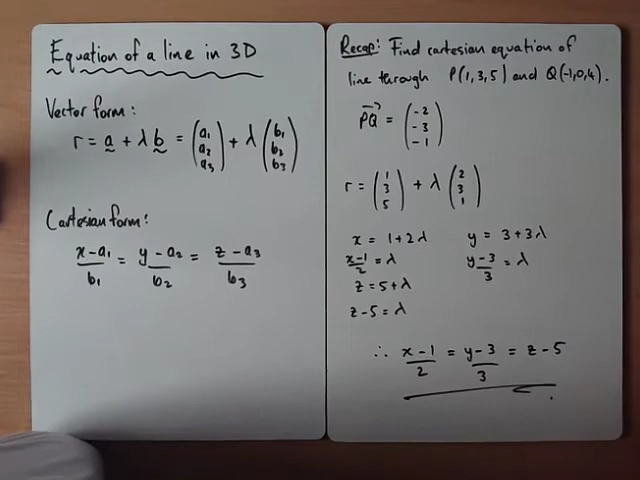 Equation of a line in 3D
Vector form:
r = a + λ b = (a₁ a₂ a₃) + λ (b₁ b₂ b₃)
Cartesian form:
x-a₁/b₁ = y-a₂/b₂ = z-a₃/b₃
Recap: Find cartesian equation of
line through P(1,3,5) and Q(-1,0,4).
PQ→ = (-2 -3 -1)
r = (1 3 5) + λ (2 3 1)
x = 1+2λ y = 3+3λ
x-1/2 = λ y-3/3 = λ
z = 5+λ
z-5 = λ
∴ x-1/2 = y-3/3 = z-5